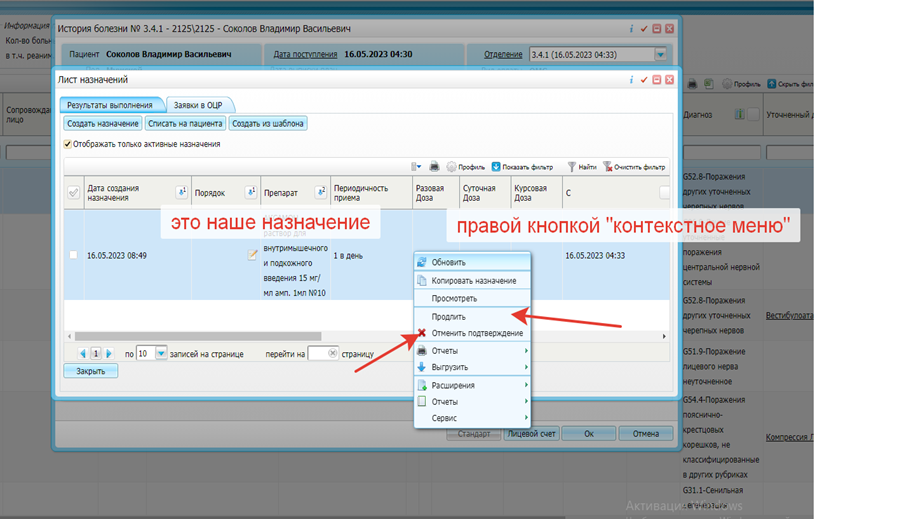 Информация
История болезни № 3.4.1 - 2125\2125 - Соколов Владимир Васильевич
Кол-во боль
в т.ч. реаним
Пациент Соколов Владимир Васильевич Дата поступления 16.05.2023 04:30 Отделение 3.4.1 (16.05.2023 04:33)
Лист назначений
Профиль Скрыть фил
Результаты выполнения Заявки в ОЦР
Сопровожда
лицо
Диагноз Уточненный д
Создать назначение Списать на пациента Создать из шаблона
Отображать только активные назначения
Профиль Показать фильтр Найти Очистить фильтр
Дата создания
назначения
Порядок
Препарат
Периодичность
приема
Разовая
Доза
Суточная
Доза
Курсовая
Доза
С
это наше назначение
правой кнопкой "контекстное меню"
16.05.2023 08:49
раствор для
внутримышечного
и подкожного
введения 15 мг/
мл амп. 1мл №10
1 в день
16.05.2023 04:33
Обновить
Копировать назначение
Просмотреть
Продлить
Отменить подтверждение
Отчеты
Выгрузить
Расширения
Отчеты
Сервис
1 по 10 записей на странице перейти на страницу
Закрыть
Стандарт Лицевой счет Ок Отмена
G52.8-Поражения
других уточненных
черепных нервов
поражения
центральной нервной
системы
G52.8-Поражения
других уточненных
черепных нервов
Вестибулоата
G51.9-Поражение
лицевого нерва
неуточненное
G54.4-Поражения
пояснично-
крестцовых
корешков, не
классифицированные
в других рубриках
Компрессия
G31.1-Сенильная
Активация Windows